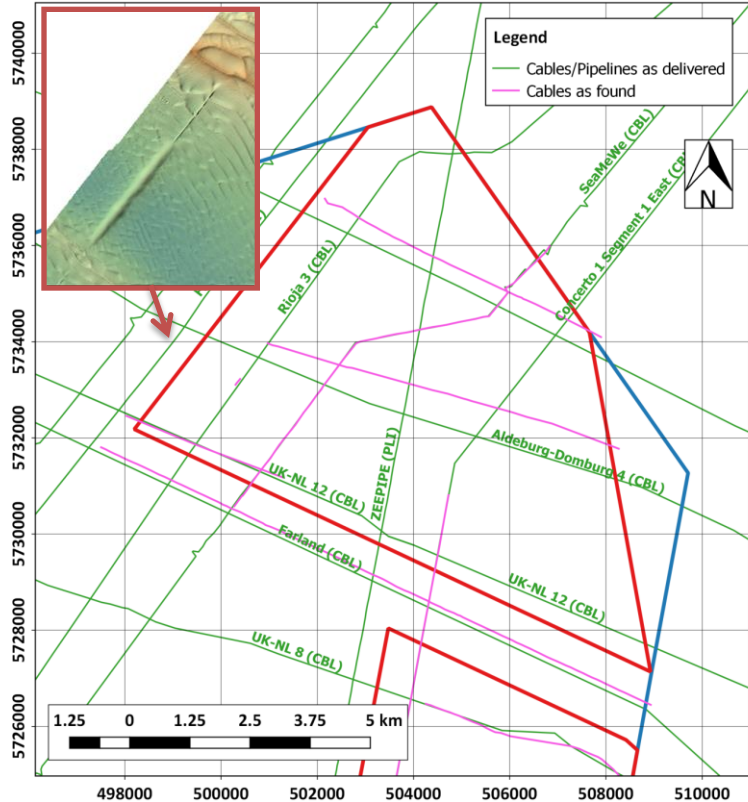 Legend
Cables/Pipelines as delivered
Cables as found
N
SeaMeWe (CBL)
Concerto 1 Segment 1 East (CBL)
Rioja 3 (CBL)
ZEEPIPE (PLI)
Aldeburg-Domburg 4 (CBL)
UK-NL 12 (CBL)
Farland (CBL)
UK-NL 12 (CBL)
UK-NL 8 (CBL)
1.25 0 1.25 2.5 3.75 5 km
5740000
5738000
5736000
5734000
5732000
5730000
5728000
5726000
498000 500000 502000 504000 506000 508000 510000